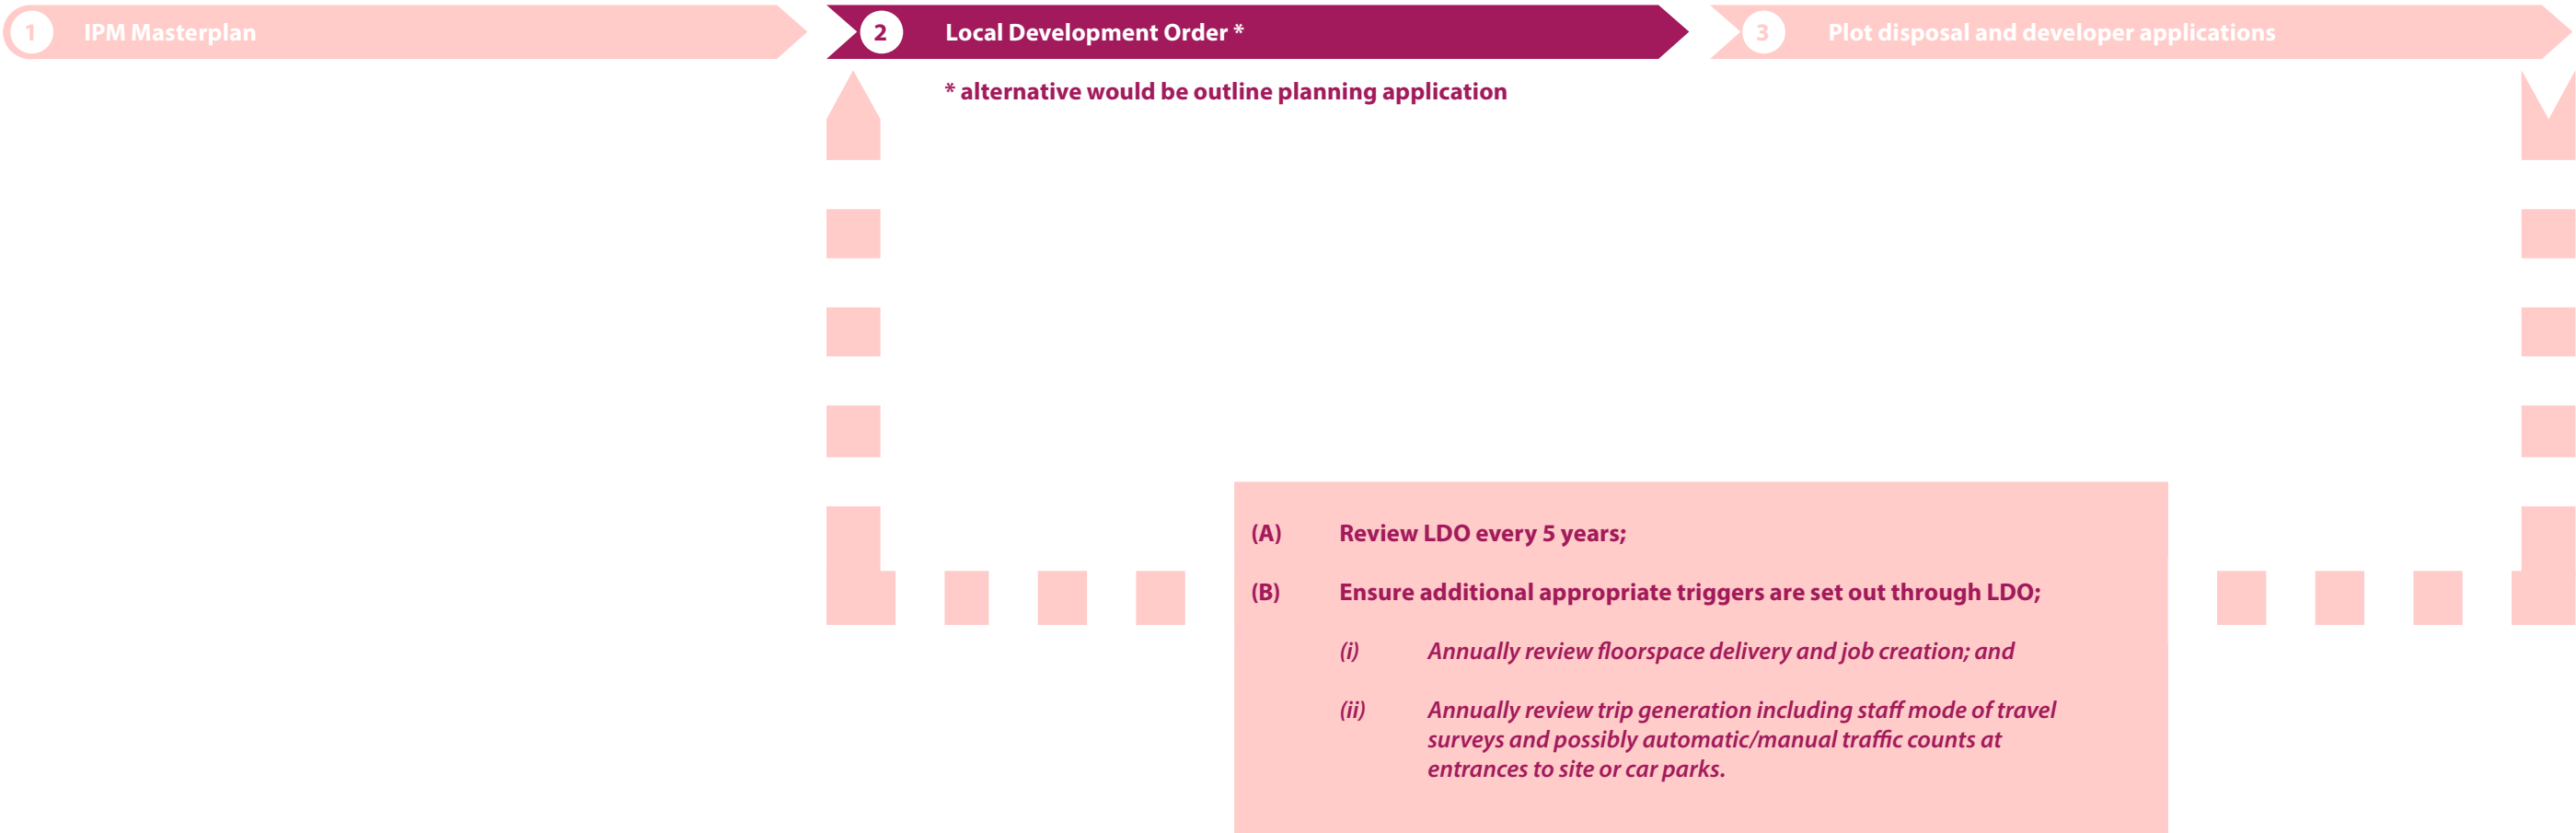 1 IPM Masterplan
2 Local Development Order *
3 Plot disposal and developer applications
* alternative would be outline planning application
(A) Review LDO every 5 years;
(B) Ensure additional appropriate triggers are set out through LDO;
(i) Annually review floorspace delivery and job creation; and
(ii) Annually review trip generation including staff mode of travel
surveys and possibly automatic/manual traffic counts at
entrances to site or car parks.